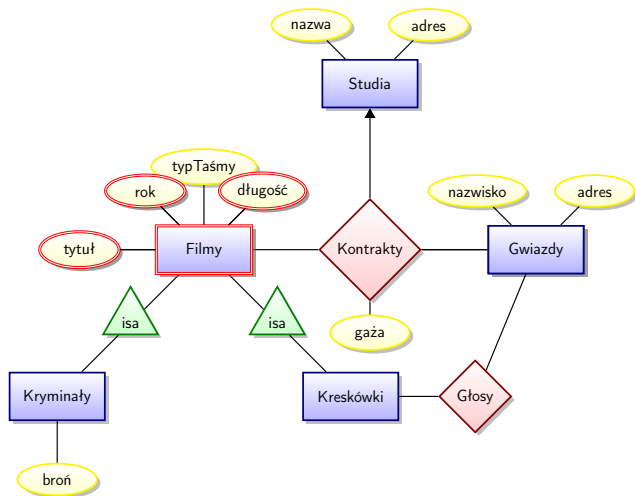 nazwa
adres
Studia
typTaśmy
rok
długość
nazwisko
adres
tytuł
Filmy
Kontrakty
Gwiazdy
isa
isa
gaża
Kryminały
Kreskówki
Głosy
broń